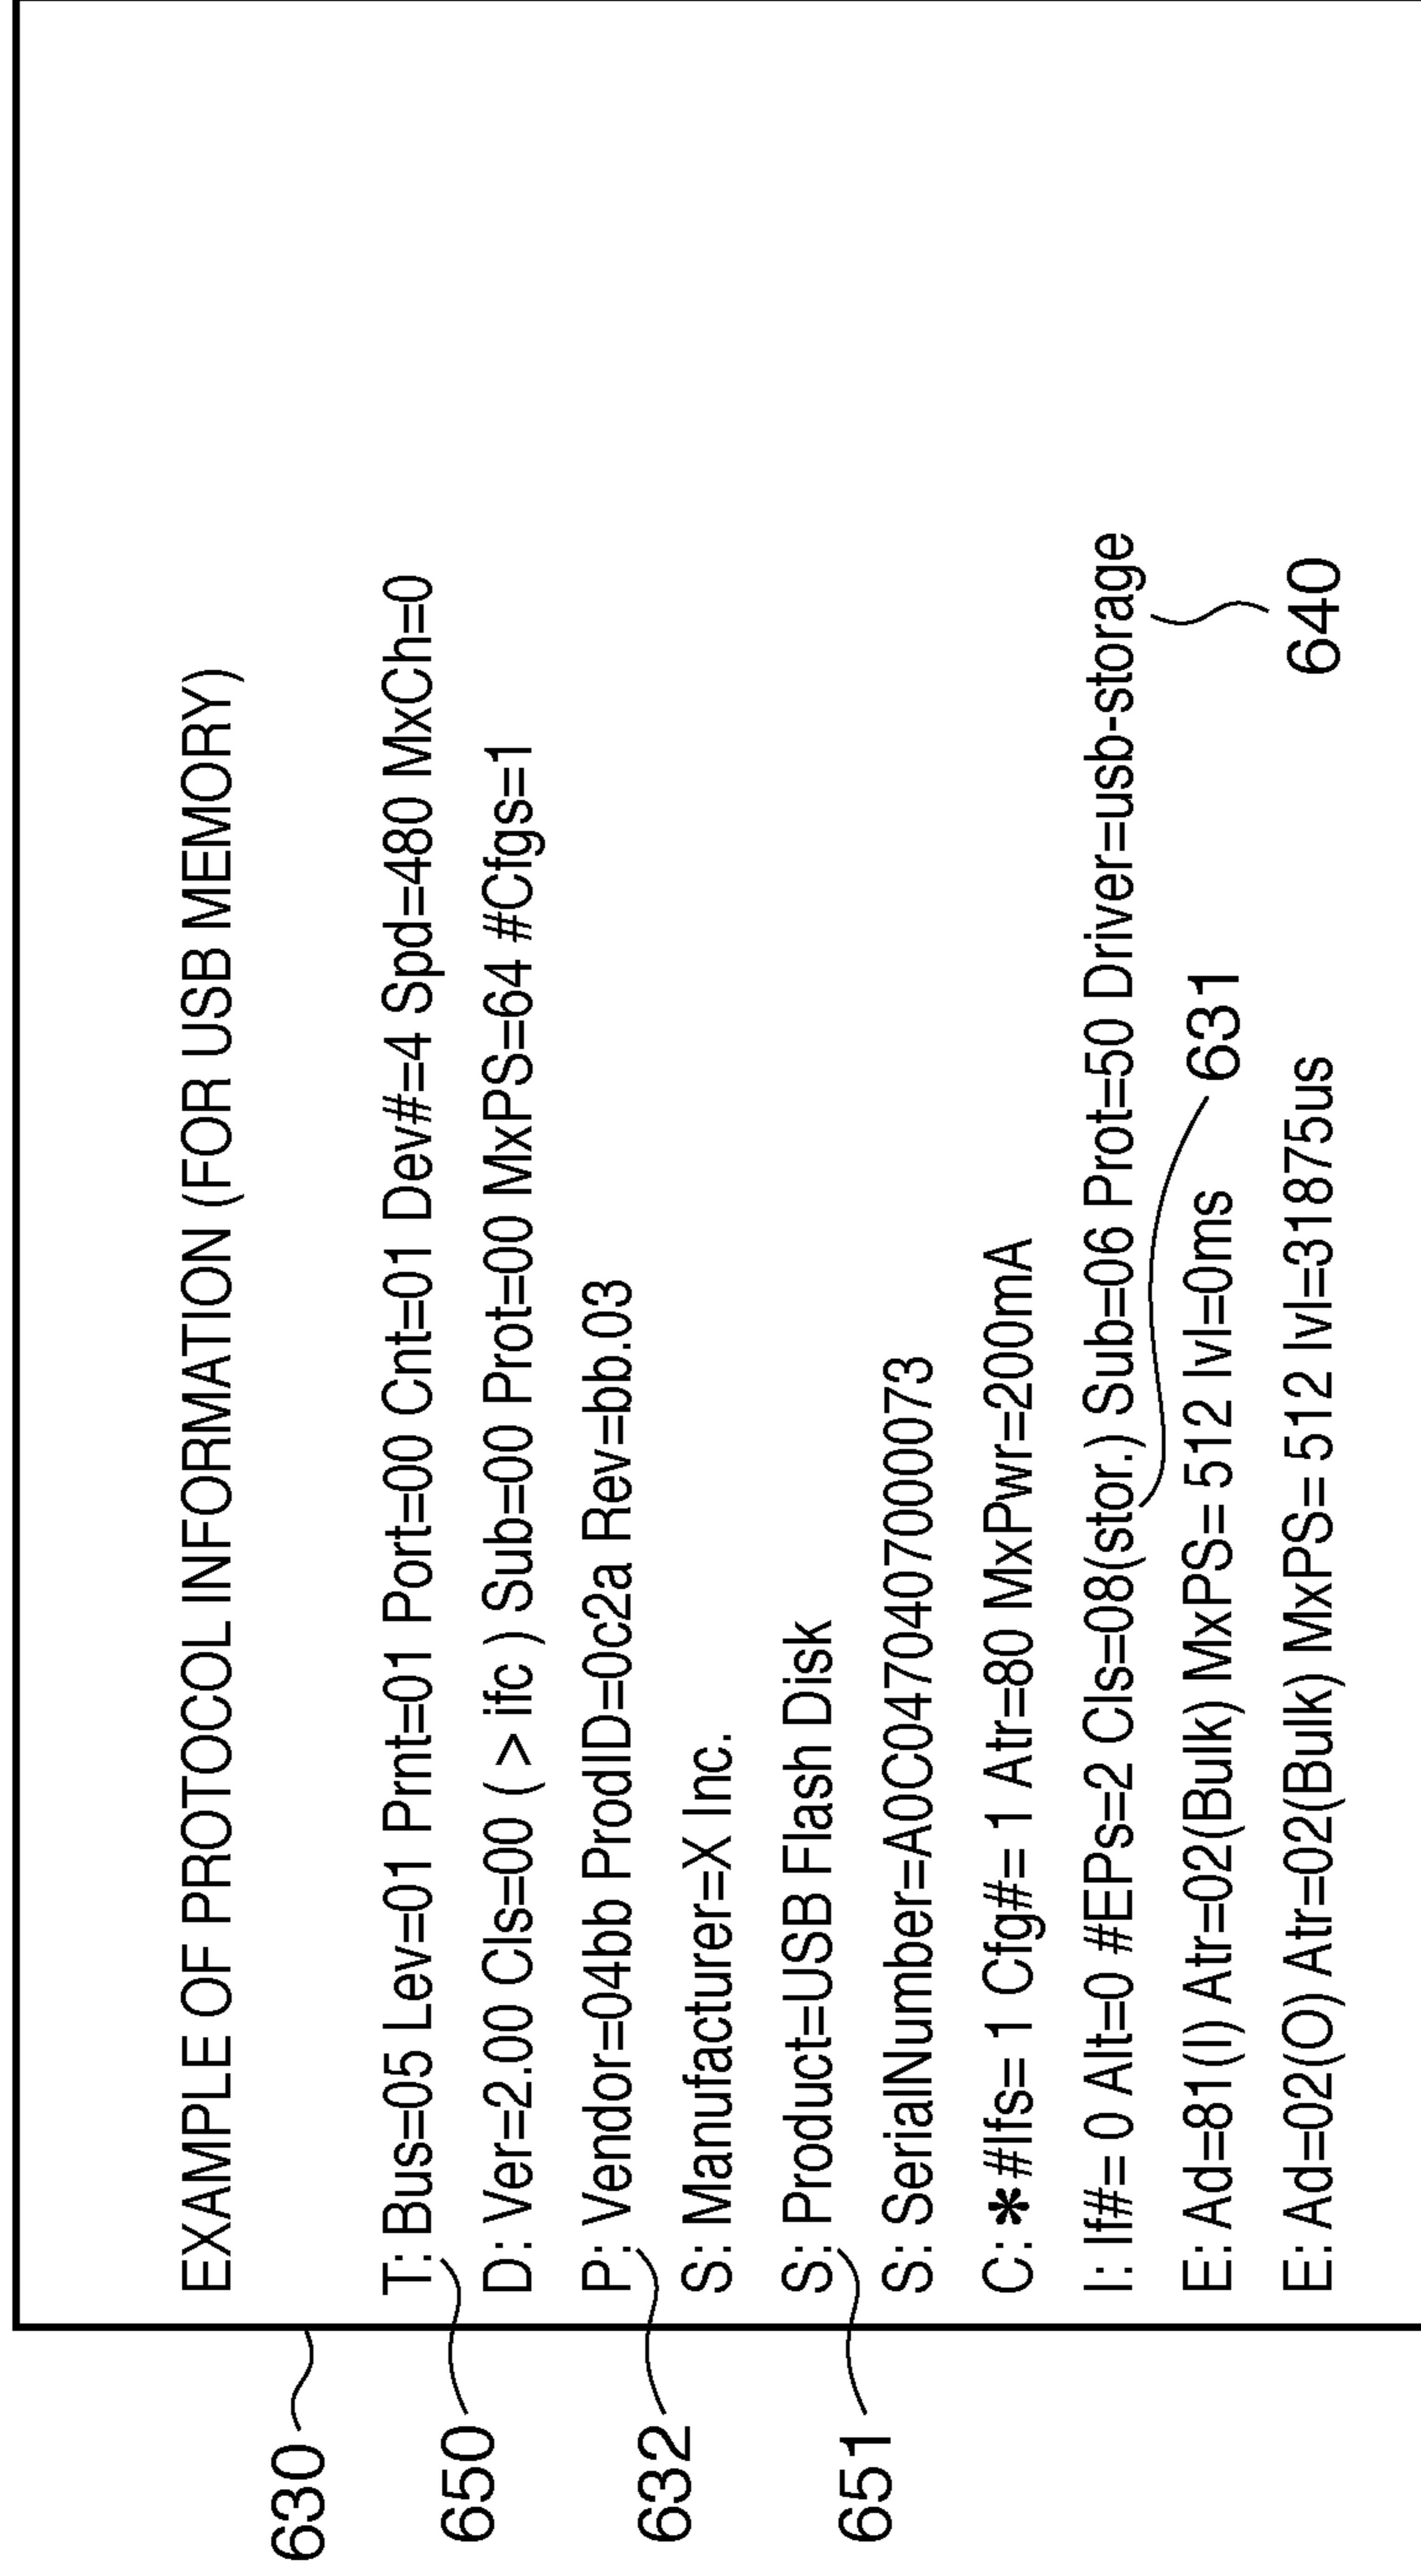 EXAMPLE OF PROTOCOL INFORMATION (FOR USB MEMORY)
630
T: Bus=05 Lev=01 Prnt=01 Port=00 Cnt=01 Dev#=4 Spd=480 MxCh=0
650
D: Ver=2.00 Cls=00 ( > ifc ) Sub=00 Prot=00 MxPS=64 #Cfgs=1
P: Vendor=04bb ProdID=0c2a Rev=bb.03
632
S: Manufacturer=X Inc.
S: Product=USB Flash Disk
651
S: SerialNumber=A0C04704070000073
C: *#Ifs= 1 Cfg#= 1 Atr=80 MxPwr=200mA
I: If#= 0 Alt=0 #EPs=2 Cls=08(stor.) Sub=06 Prot=50 Driver=usb-storage
631
E: Ad=81(I) Atr=02(Bulk) MxPS= 512 Ivl=0ms
640
E: Ad=02(O) Atr=02(Bulk) MxPS= 512 Ivl=31875us